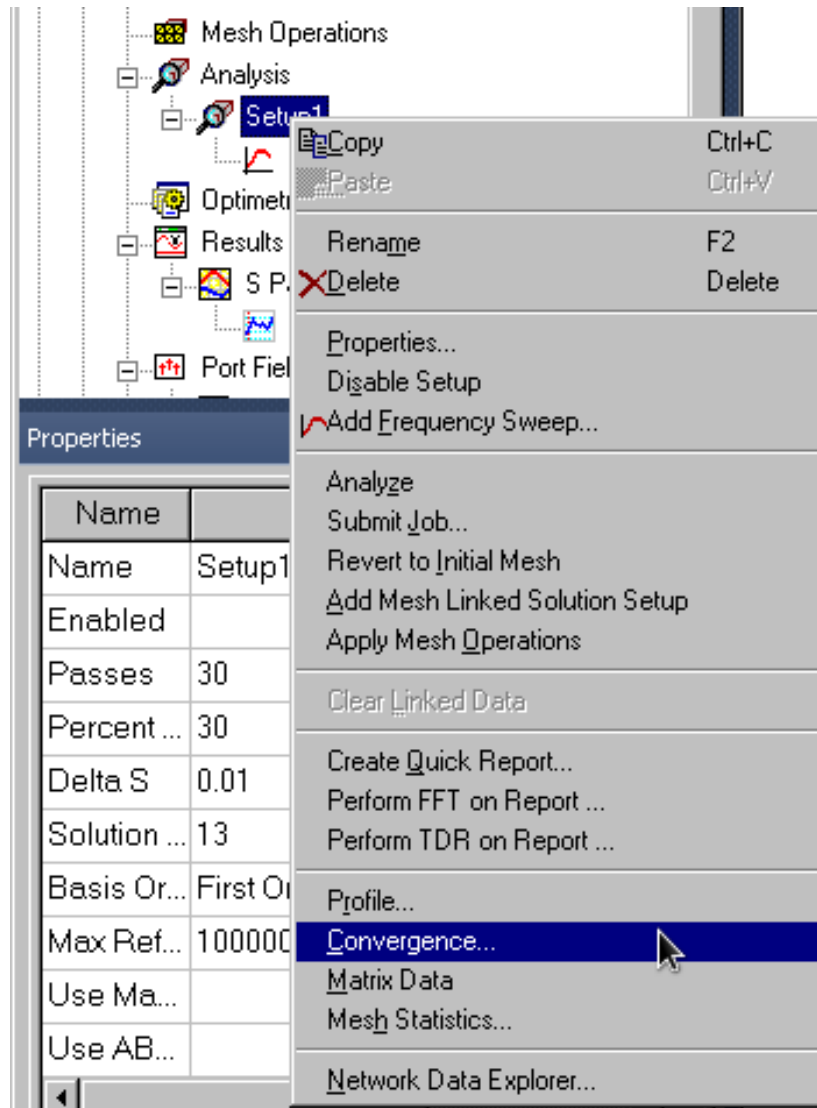 Mesh Operations
Analysis
Setup1
Copy Ctrl+C
Paste Ctrl+V
Optimetri
Results
Rename F2
S P
Delete Delete
Port Fiel
Properties...
Disable Setup
Add Frequency Sweep...
Properties
Analyze
Submit Job...
Revert to Initial Mesh
Add Mesh Linked Solution Setup
Apply Mesh Operations
Clear Linked Data
Create Quick Report...
Perform FFT on Report ...
Perform TDR on Report ...
Profile...
Convergence...
Matrix Data
Mesh Statistics...
Network Data Explorer...
Name
Name Setup1
Enabled
Passes 30
Percent ... 30
Delta S 0.01
Solution ... 13
Basis Or... First Or
Max Ref... 100000
Use Ma...
Use AB...